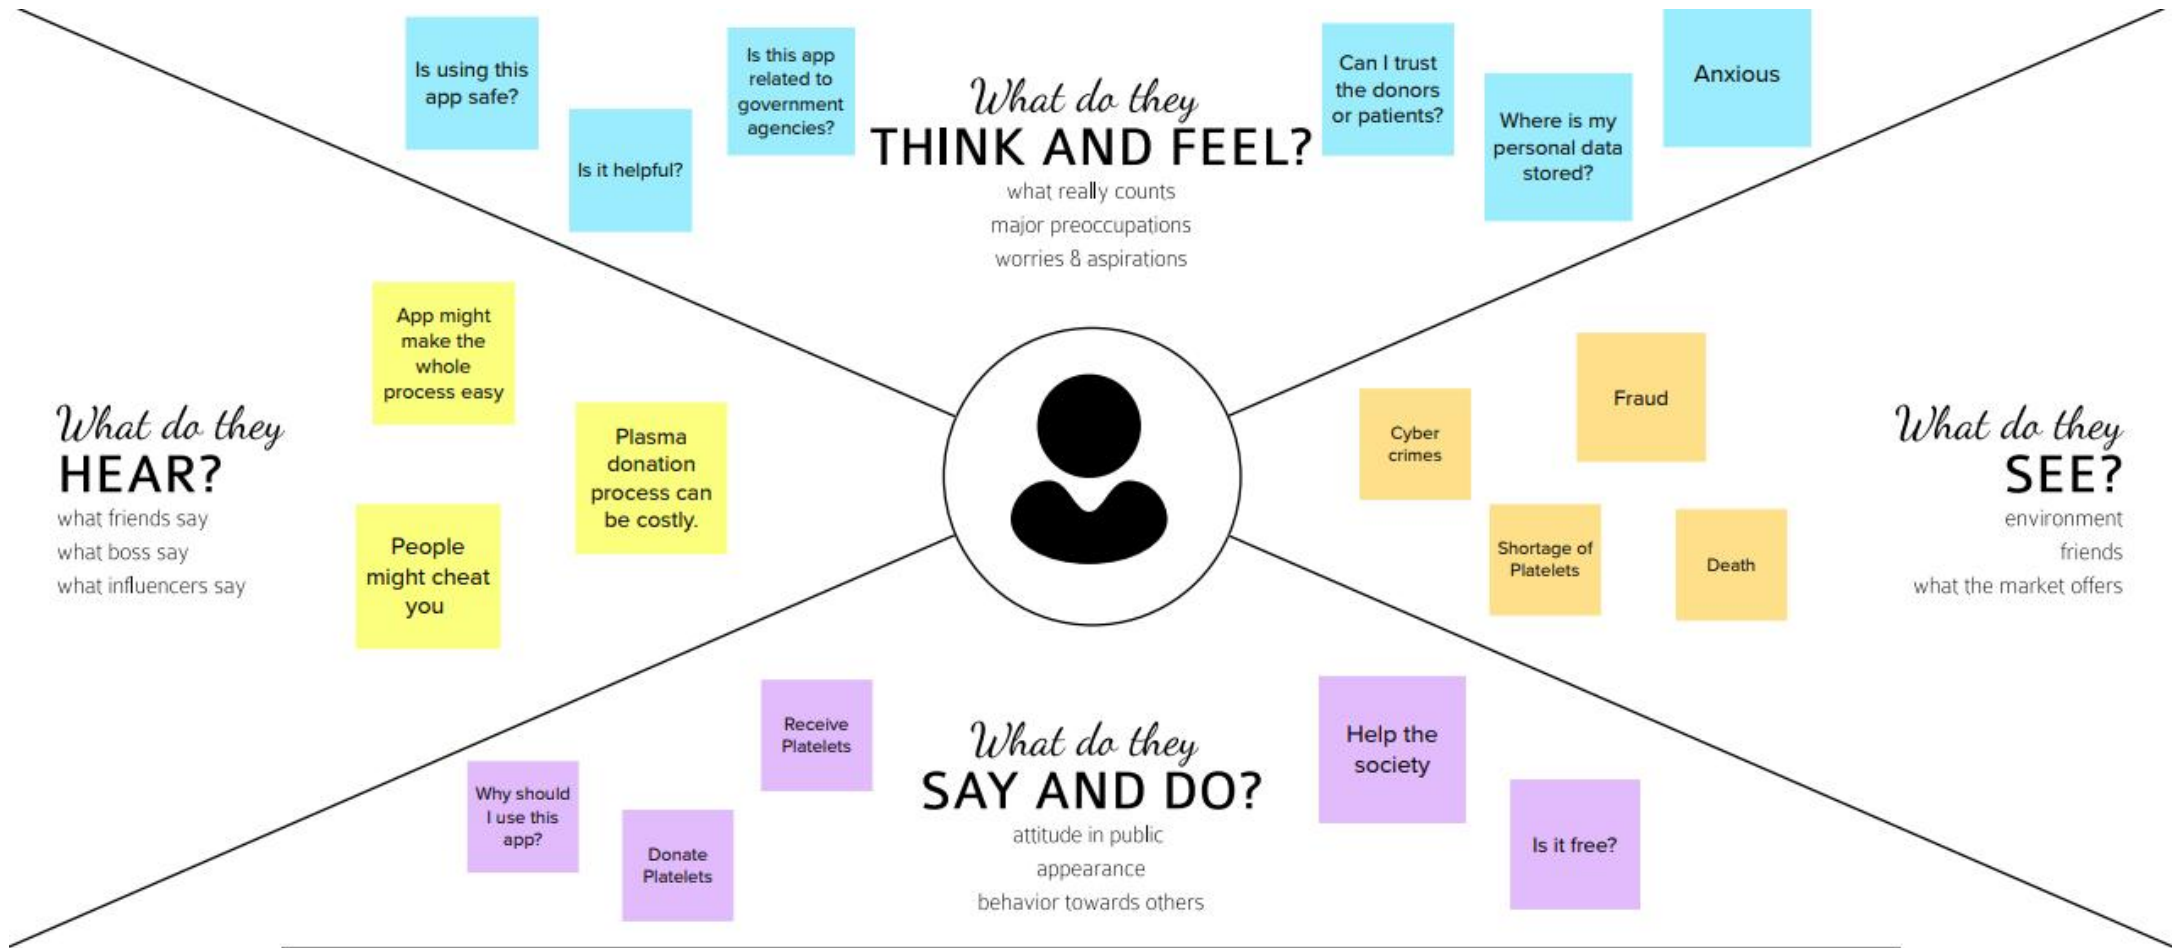 Is using this
app safe?
Is it helpful?
Is this app
related to
government
agencies?
What do they
THINK AND FEEL?
what really counts
major preoccupations
worries & aspirations
Can I trust
the donors
or patients?
Where is my
personal data
stored?
Anxious
What do they
HEAR?
what friends say
what boss say
what influencers say
App might
make the
whole
process easy
Plasma
donation
process can
be costly.
People
might cheat
you
Cyber
crimes
Fraud
Shortage of
Platelets
Death
What do they
SEE?
environment
friends
what the market offers
Why should
I use this
app?
Donate
Platelets
Receive
Platelets
What do they
SAY AND DO?
attitude in public
appearance
behavior towards others
Help the
society
Is it free?